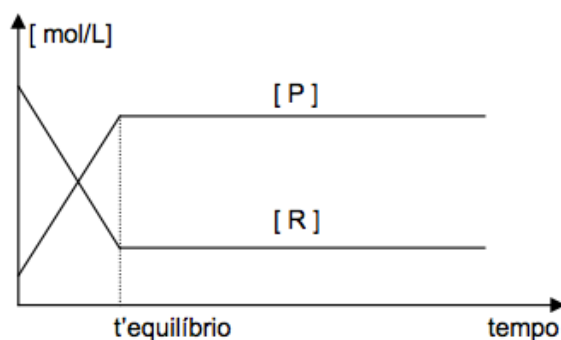 [ mol/L]
[ P ]
[ R ]
t'equilíbrio
tempo